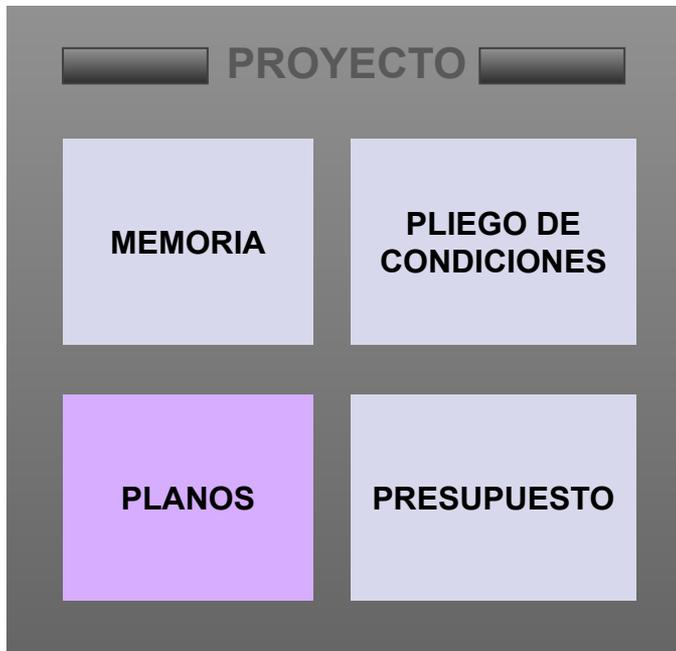 PROYECTO
MEMORIA
PLIEGO DE
CONDICIONES
PLANOS
PRESUPUESTO